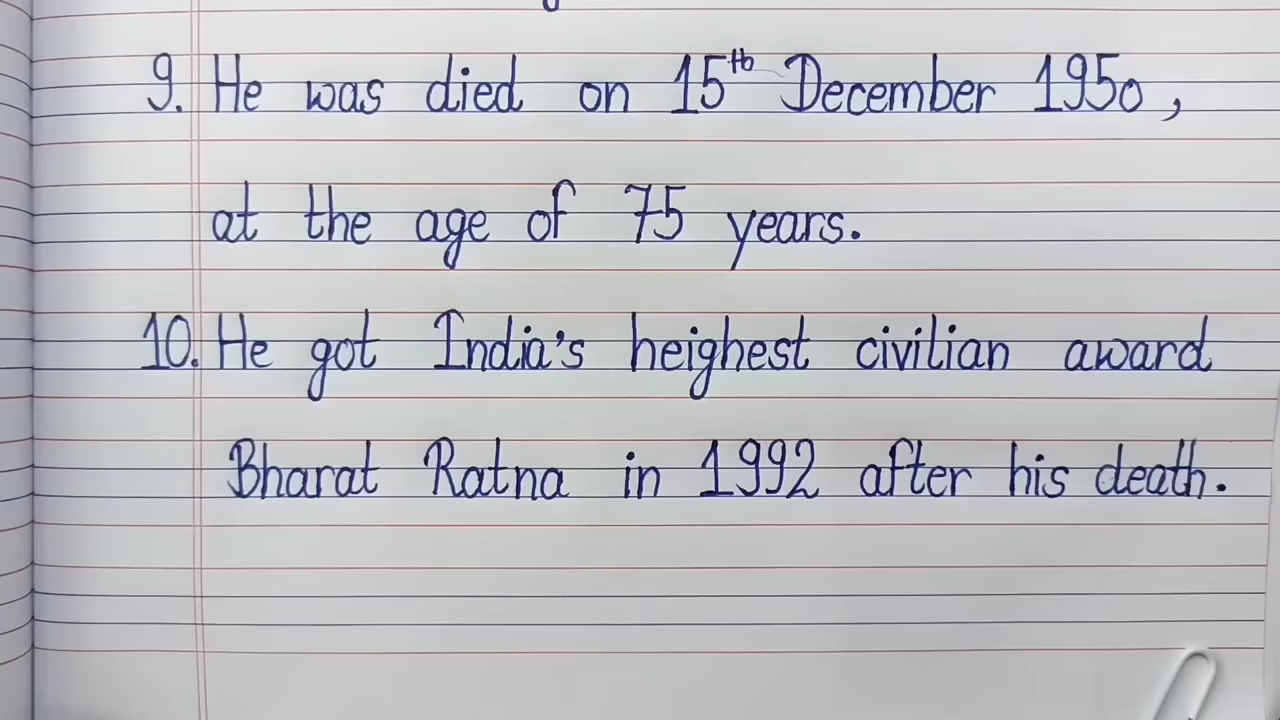 9. He was died on 15th December 1950,
at the age of 75 years.
10. He got India's heighest civilian award
Bharat Ratna in 1992 after his death.